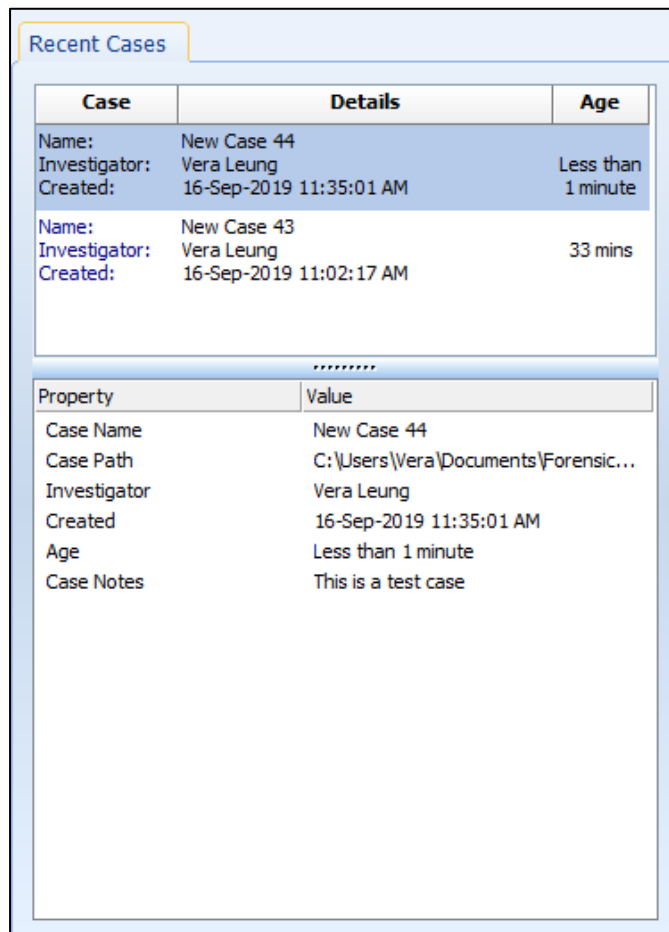 Recent Cases
Case Details Age
Name: New Case 44
Investigator: Vera Leung Less than
Created: 16-Sep-2019 11:35:01 AM 1 minute
Name: New Case 43
Investigator: Vera Leung 33 mins
Created: 16-Sep-2019 11:02:17 AM
Property Value
Case Name New Case 44
Case Path C:\Users\Vera\Documents\Forensic...
Investigator Vera Leung
Created 16-Sep-2019 11:35:01 AM
Age Less than 1 minute
Case Notes This is a test case